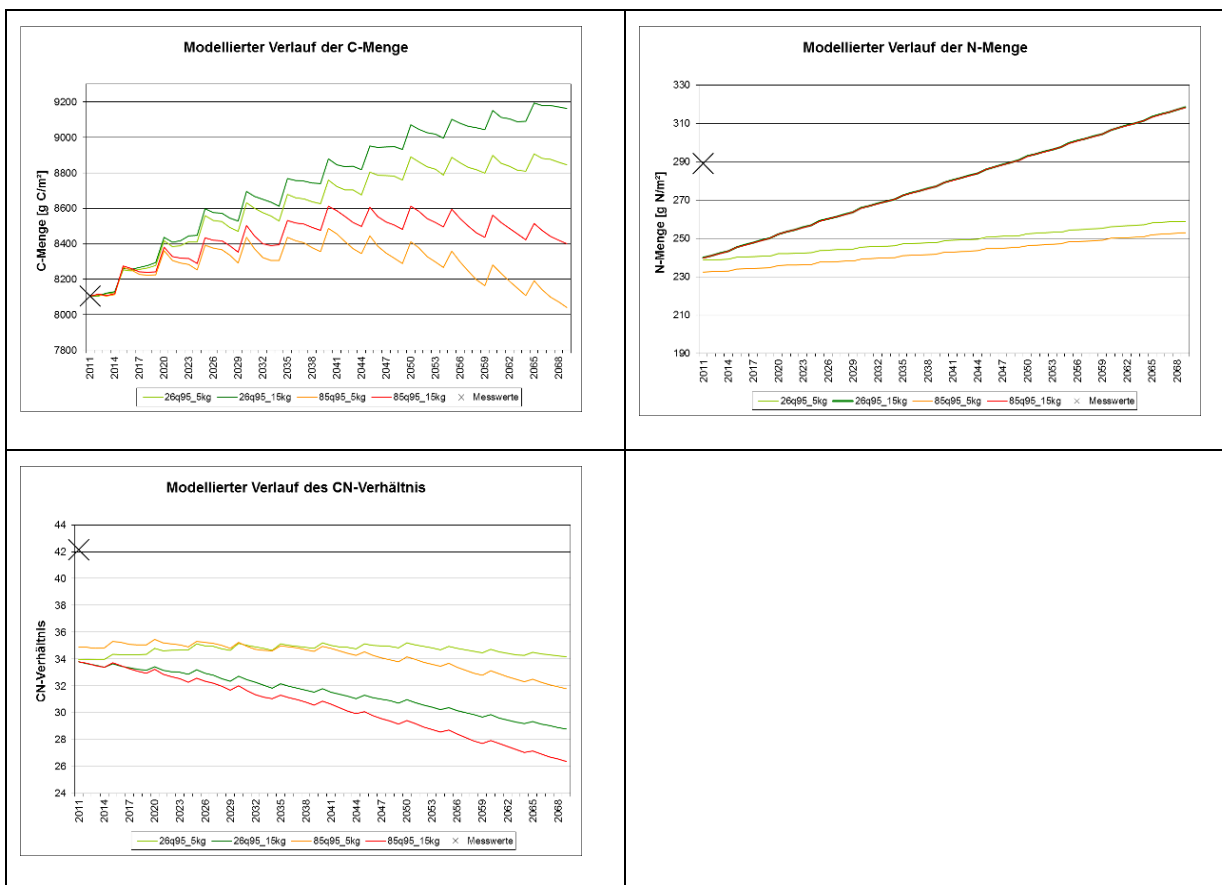 Modellierter Verlauf der C-Menge
C-Menge [g C/m²]
9200
9000
8800
8600
8400
8200
8000
7800
2011 2014 2017 2020 2023 2026 2029 2032 2035 2038 2041 2044 2047 2050 2053 2056 2059 2062 2065 2068
26q95_5kg 26q95_15kg 85q95_5kg 85q95_15kg Messwerte
Modellierter Verlauf der N-Menge
N-Menge [g N/m²]
330
310
290
270
250
230
210
190
2011 2014 2017 2020 2023 2026 2029 2032 2035 2038 2041 2044 2047 2050 2053 2056 2059 2062 2065 2068
26q95_5kg 26q95_15kg 85q95_5kg 85q95_15kg Messwerte
Modellierter Verlauf des CN-Verhältnis
CN-Verhältnis
44
42
40
38
36
34
32
30
28
26
24
2011 2014 2017 2020 2023 2026 2029 2032 2035 2038 2041 2044 2047 2050 2053 2056 2059 2062 2065 2068
26q95_5kg 26q95_15kg 85q95_5kg 85q95_15kg Messwerte